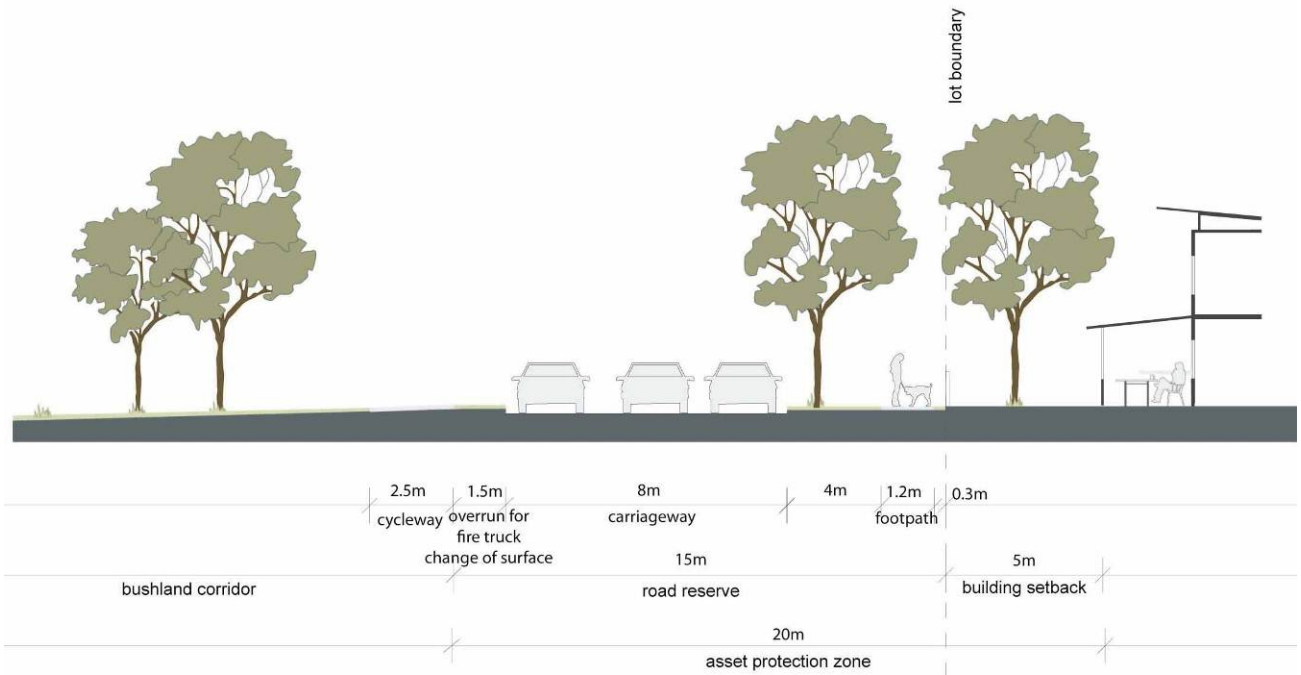 lot boundary
2.5m
1.5m
8m
4m
1.2m
0.3m
cycleway
overrun for
fire truck
change of surface
carriageway
footpath
15m
5m
bushland corridor
road reserve
building setback
20m
asset protection zone